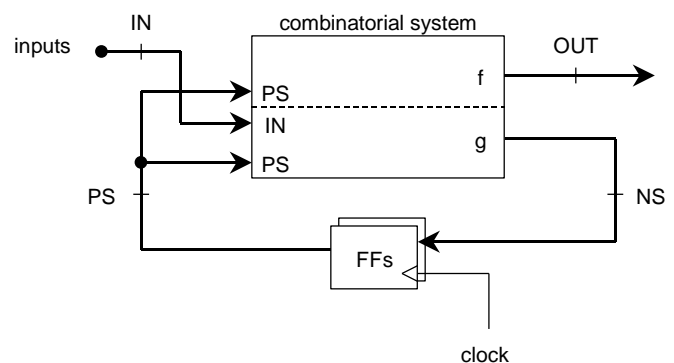 IN
combinatorial system
inputs
OUT
f
PS
IN
g
PS
PS
NS
FFs
clock